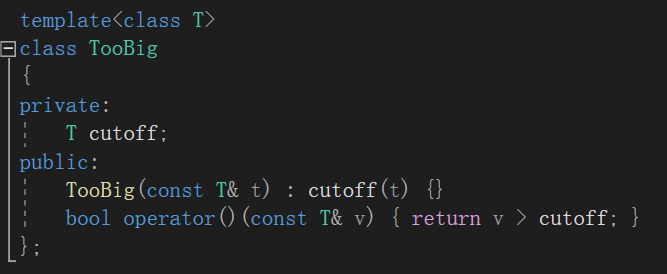 template<class T>
class TooBig
{
private:
    T cutoff;
public:
    TooBig(const T& t) : cutoff(t) {}
    bool operator()(const T& v) { return v > cutoff; }
};